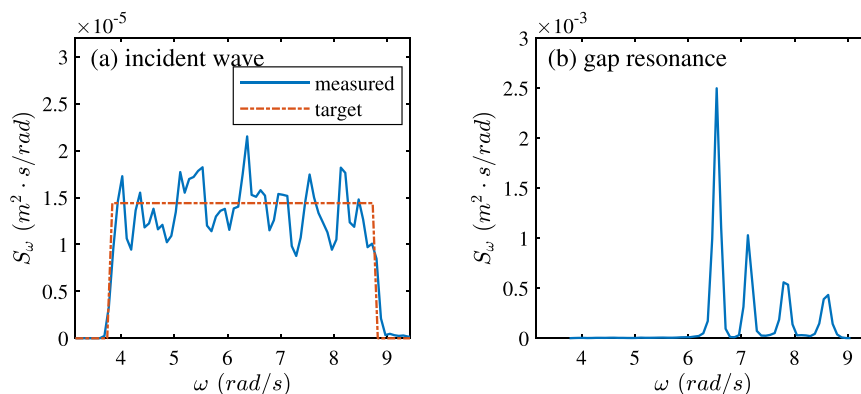 ×10⁻⁵
(a) incident wave
measured
target
3
2.5
2
1.5
1
0.5
0
4 5 6 7 8 9
ω (rad/s)
S_ω (m² · s/rad)
×10⁻³
(b) gap resonance
3
2.5
2
1.5
1
0.5
0
4 5 6 7 8 9
ω (rad/s)
S_ω (m² · s/rad)